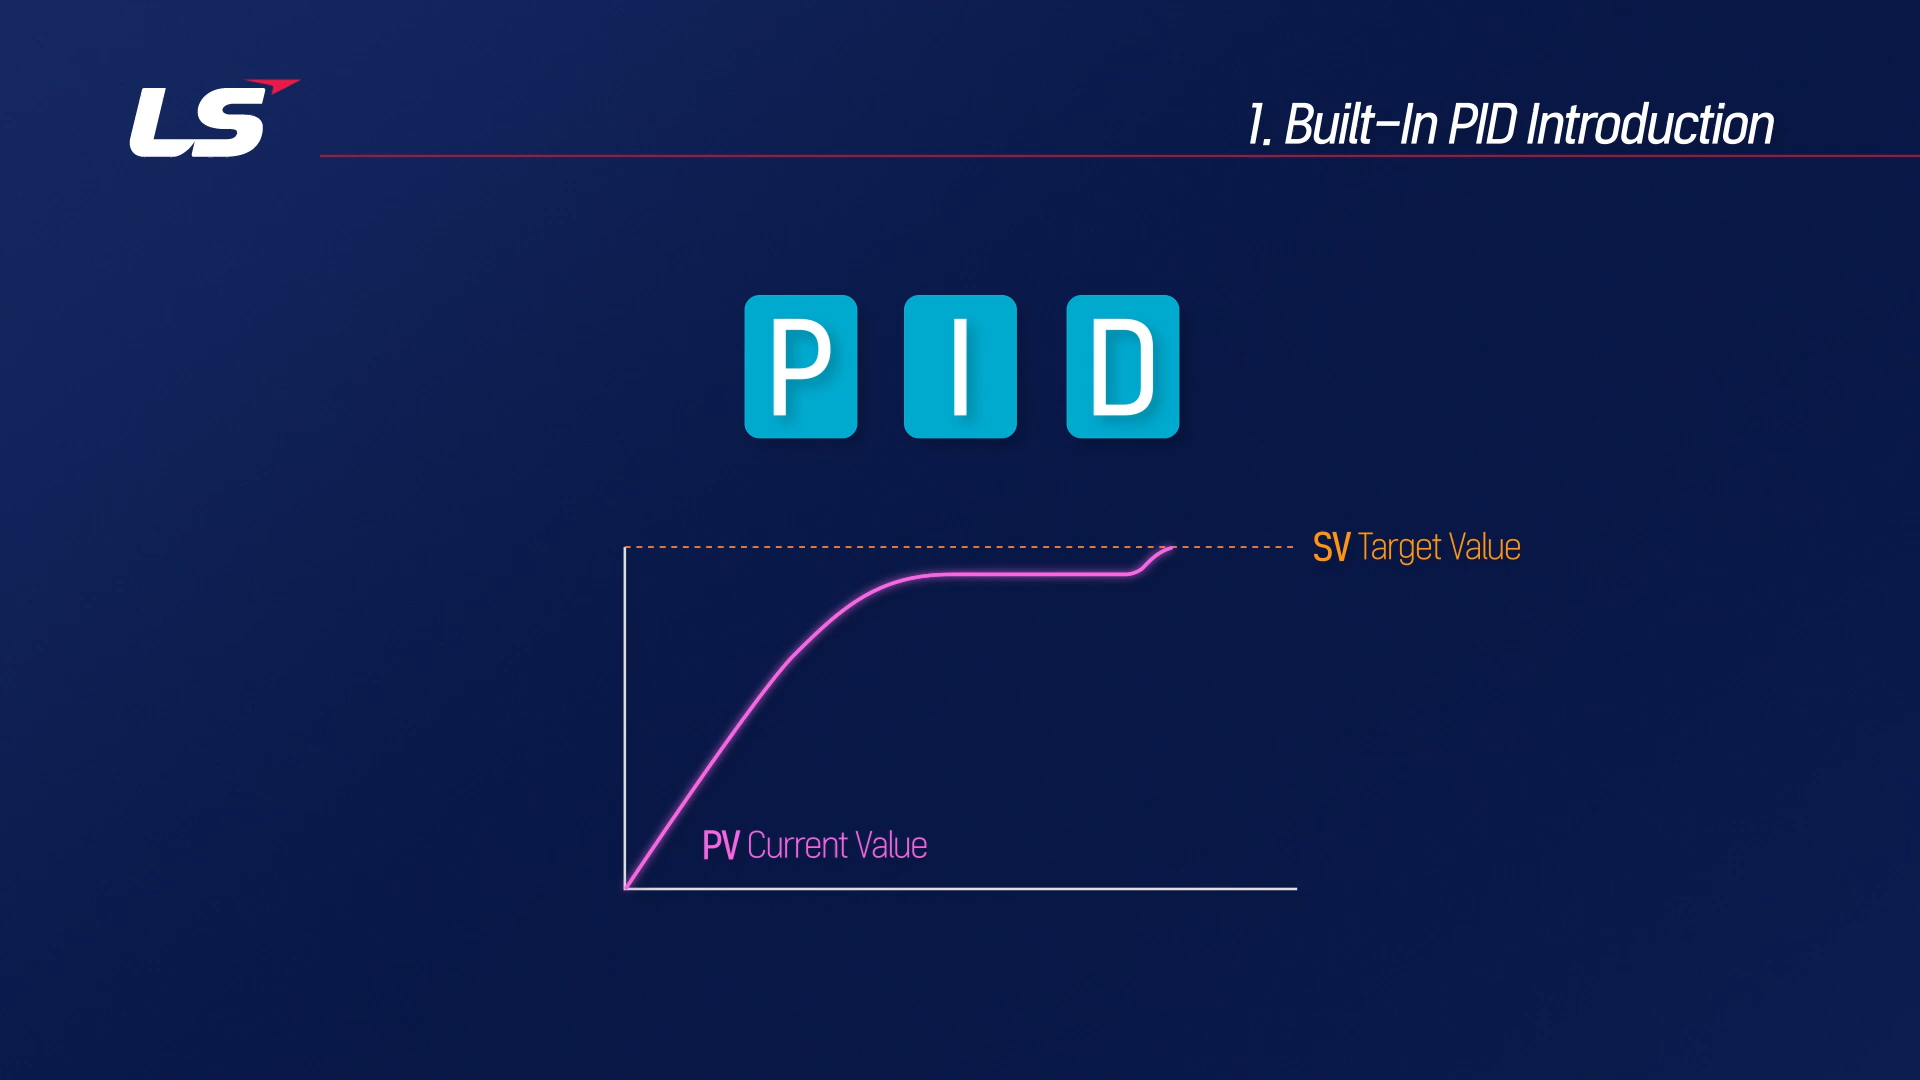 LS
1. Built-In PID Introduction
P I D
SV Target Value
PV Current Value